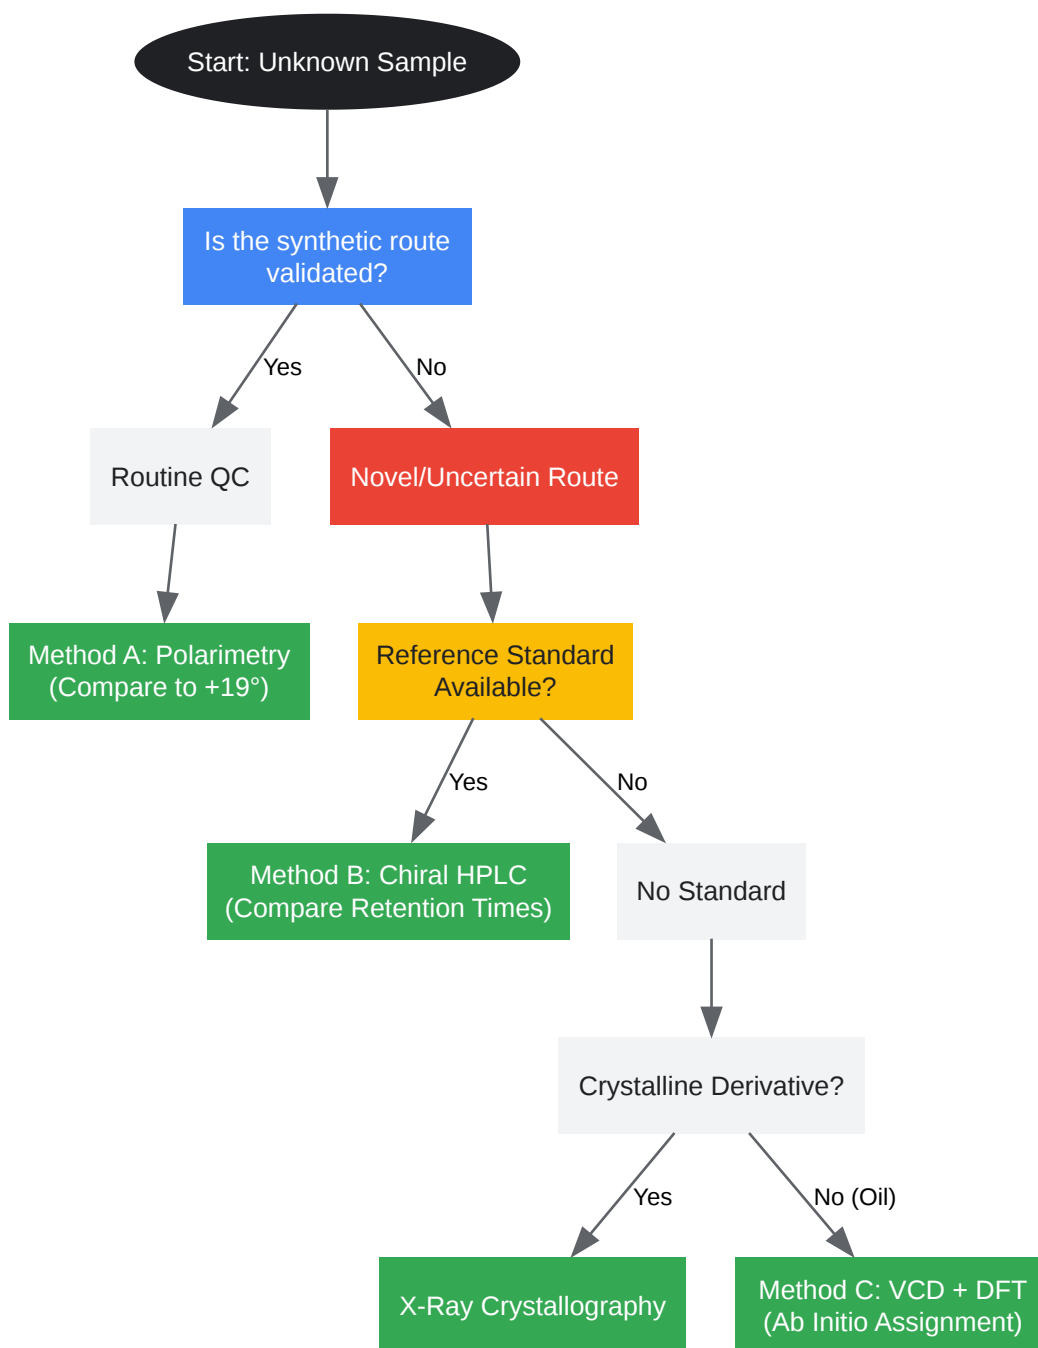 Start: Unknown Sample
Is the synthetic route
validated?
Yes
No
Routine QC
Novel/Uncertain Route
Method A: Polarimetry
(Compare to +19°)
Reference Standard
Available?
Yes
No
Method B: Chiral HPLC
(Compare Retention Times)
No Standard
Crystalline Derivative?
Yes
No (Oil)
X-Ray Crystallography
Method C: VCD + DFT
(Ab Initio Assignment)